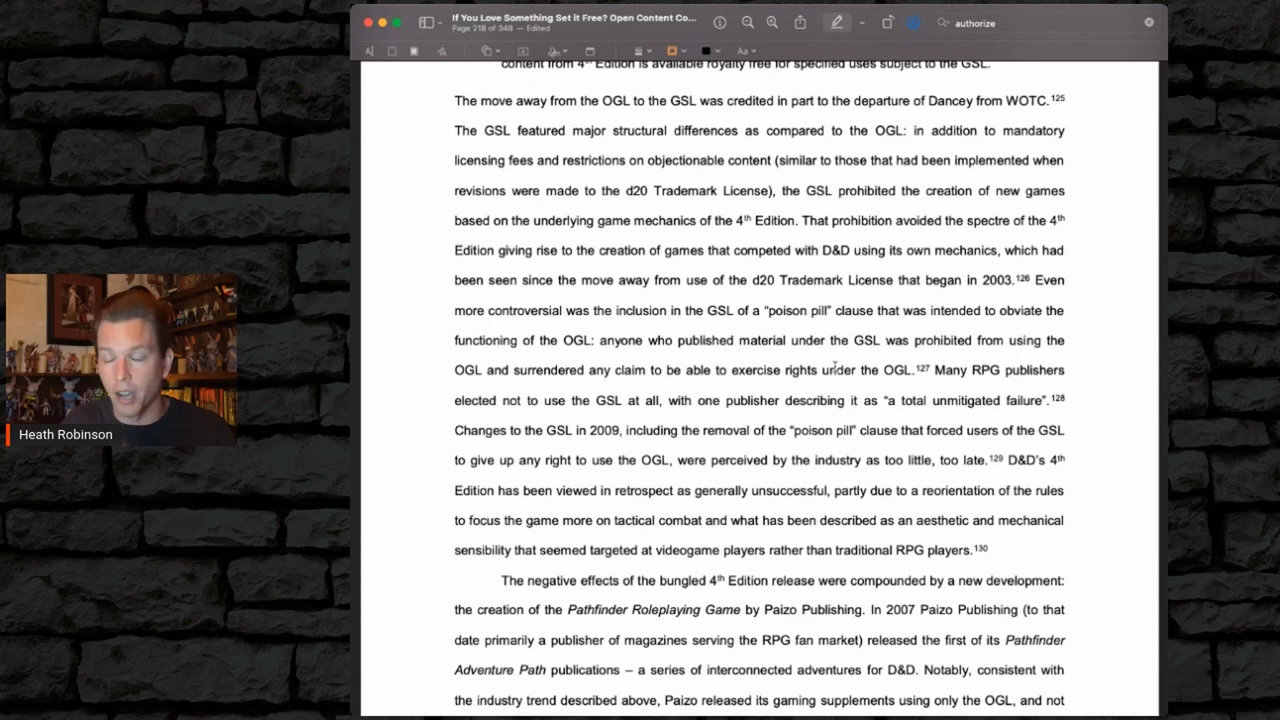 If You Love Something Set it Free? Open Content Co...
Page 218 of 348 — Edited
authorize
content from 4th Edition is available royalty free for specified uses subject to the GSL.
The move away from the OGL to the GSL was credited in part to the departure of Dancey from WOTC.125
The GSL featured major structural differences as compared to the OGL: in addition to mandatory
licensing fees and restrictions on objectionable content (similar to those that had been implemented when
revisions were made to the d20 Trademark License), the GSL prohibited the creation of new games
based on the underlying game mechanics of the 4th Edition. That prohibition avoided the spectre of the 4th
Edition giving rise to the creation of games that competed with D&D using its own mechanics, which had
been seen since the move away from use of the d20 Trademark License that began in 2003.126 Even
more controversial was the inclusion in the GSL of a “poison pill” clause that was intended to obviate the
functioning of the OGL: anyone who published material under the GSL was prohibited from using the
OGL and surrendered any claim to be able to exercise rights under the OGL.127 Many RPG publishers
elected not to use the GSL at all, with one publisher describing it as “a total unmitigated failure”.128
Changes to the GSL in 2009, including the removal of the “poison pill” clause that forced users of the GSL
to give up any right to use the OGL, were perceived by the industry as too little, too late.129 D&D’s 4th
Edition has been viewed in retrospect as generally unsuccessful, partly due to a reorientation of the rules
to focus the game more on tactical combat and what has been described as an aesthetic and mechanical
sensibility that seemed targeted at videogame players rather than traditional RPG players.130
The negative effects of the bungled 4th Edition release were compounded by a new development:
the creation of the Pathfinder Roleplaying Game by Paizo Publishing. In 2007 Paizo Publishing (to that
date primarily a publisher of magazines serving the RPG fan market) released the first of its Pathfinder
Adventure Path publications – a series of interconnected adventures for D&D. Notably, consistent with
the industry trend described above, Paizo released its gaming supplements using only the OGL, and not
Heath Robinson